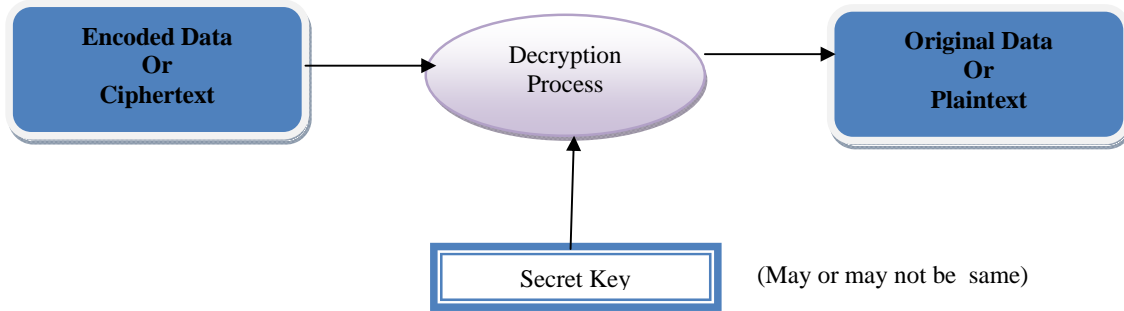 Encoded Data
Or
Ciphertext
Decryption
Process
Original Data
Or
Plaintext
Secret Key
(May or may not be same)